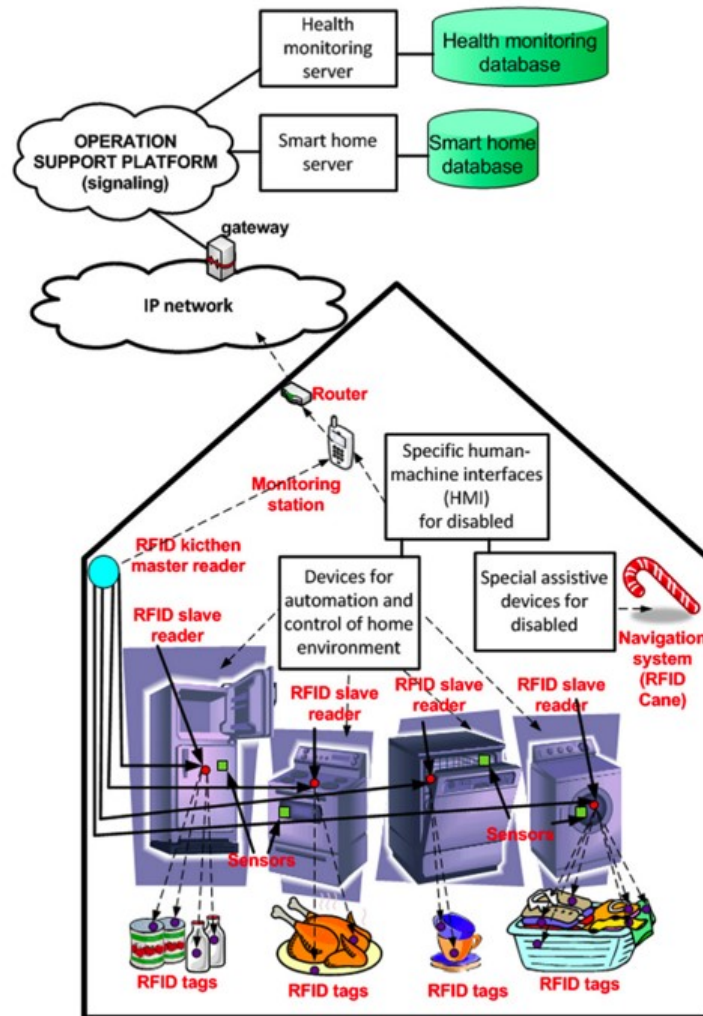 Health
monitoring
server
Health monitoring
database
OPERATION
SUPPORT PLATFORM
(signaling)
Smart home
server
Smart home
database
gateway
IP network
Router
Monitoring
station
Specific human-
machine interfaces
(HMI)
for disabled
RFID kicthen
master reader
Devices for
automation and
control of home
environment
Special assistive
devices for
disabled
Navigation
system
(RFID
Cane)
RFID slave
reader
RFID slave
reader
RFID slave
reader
RFID slave
reader
Sensors
Sensors
RFID tags
RFID tags
RFID tags
RFID tags